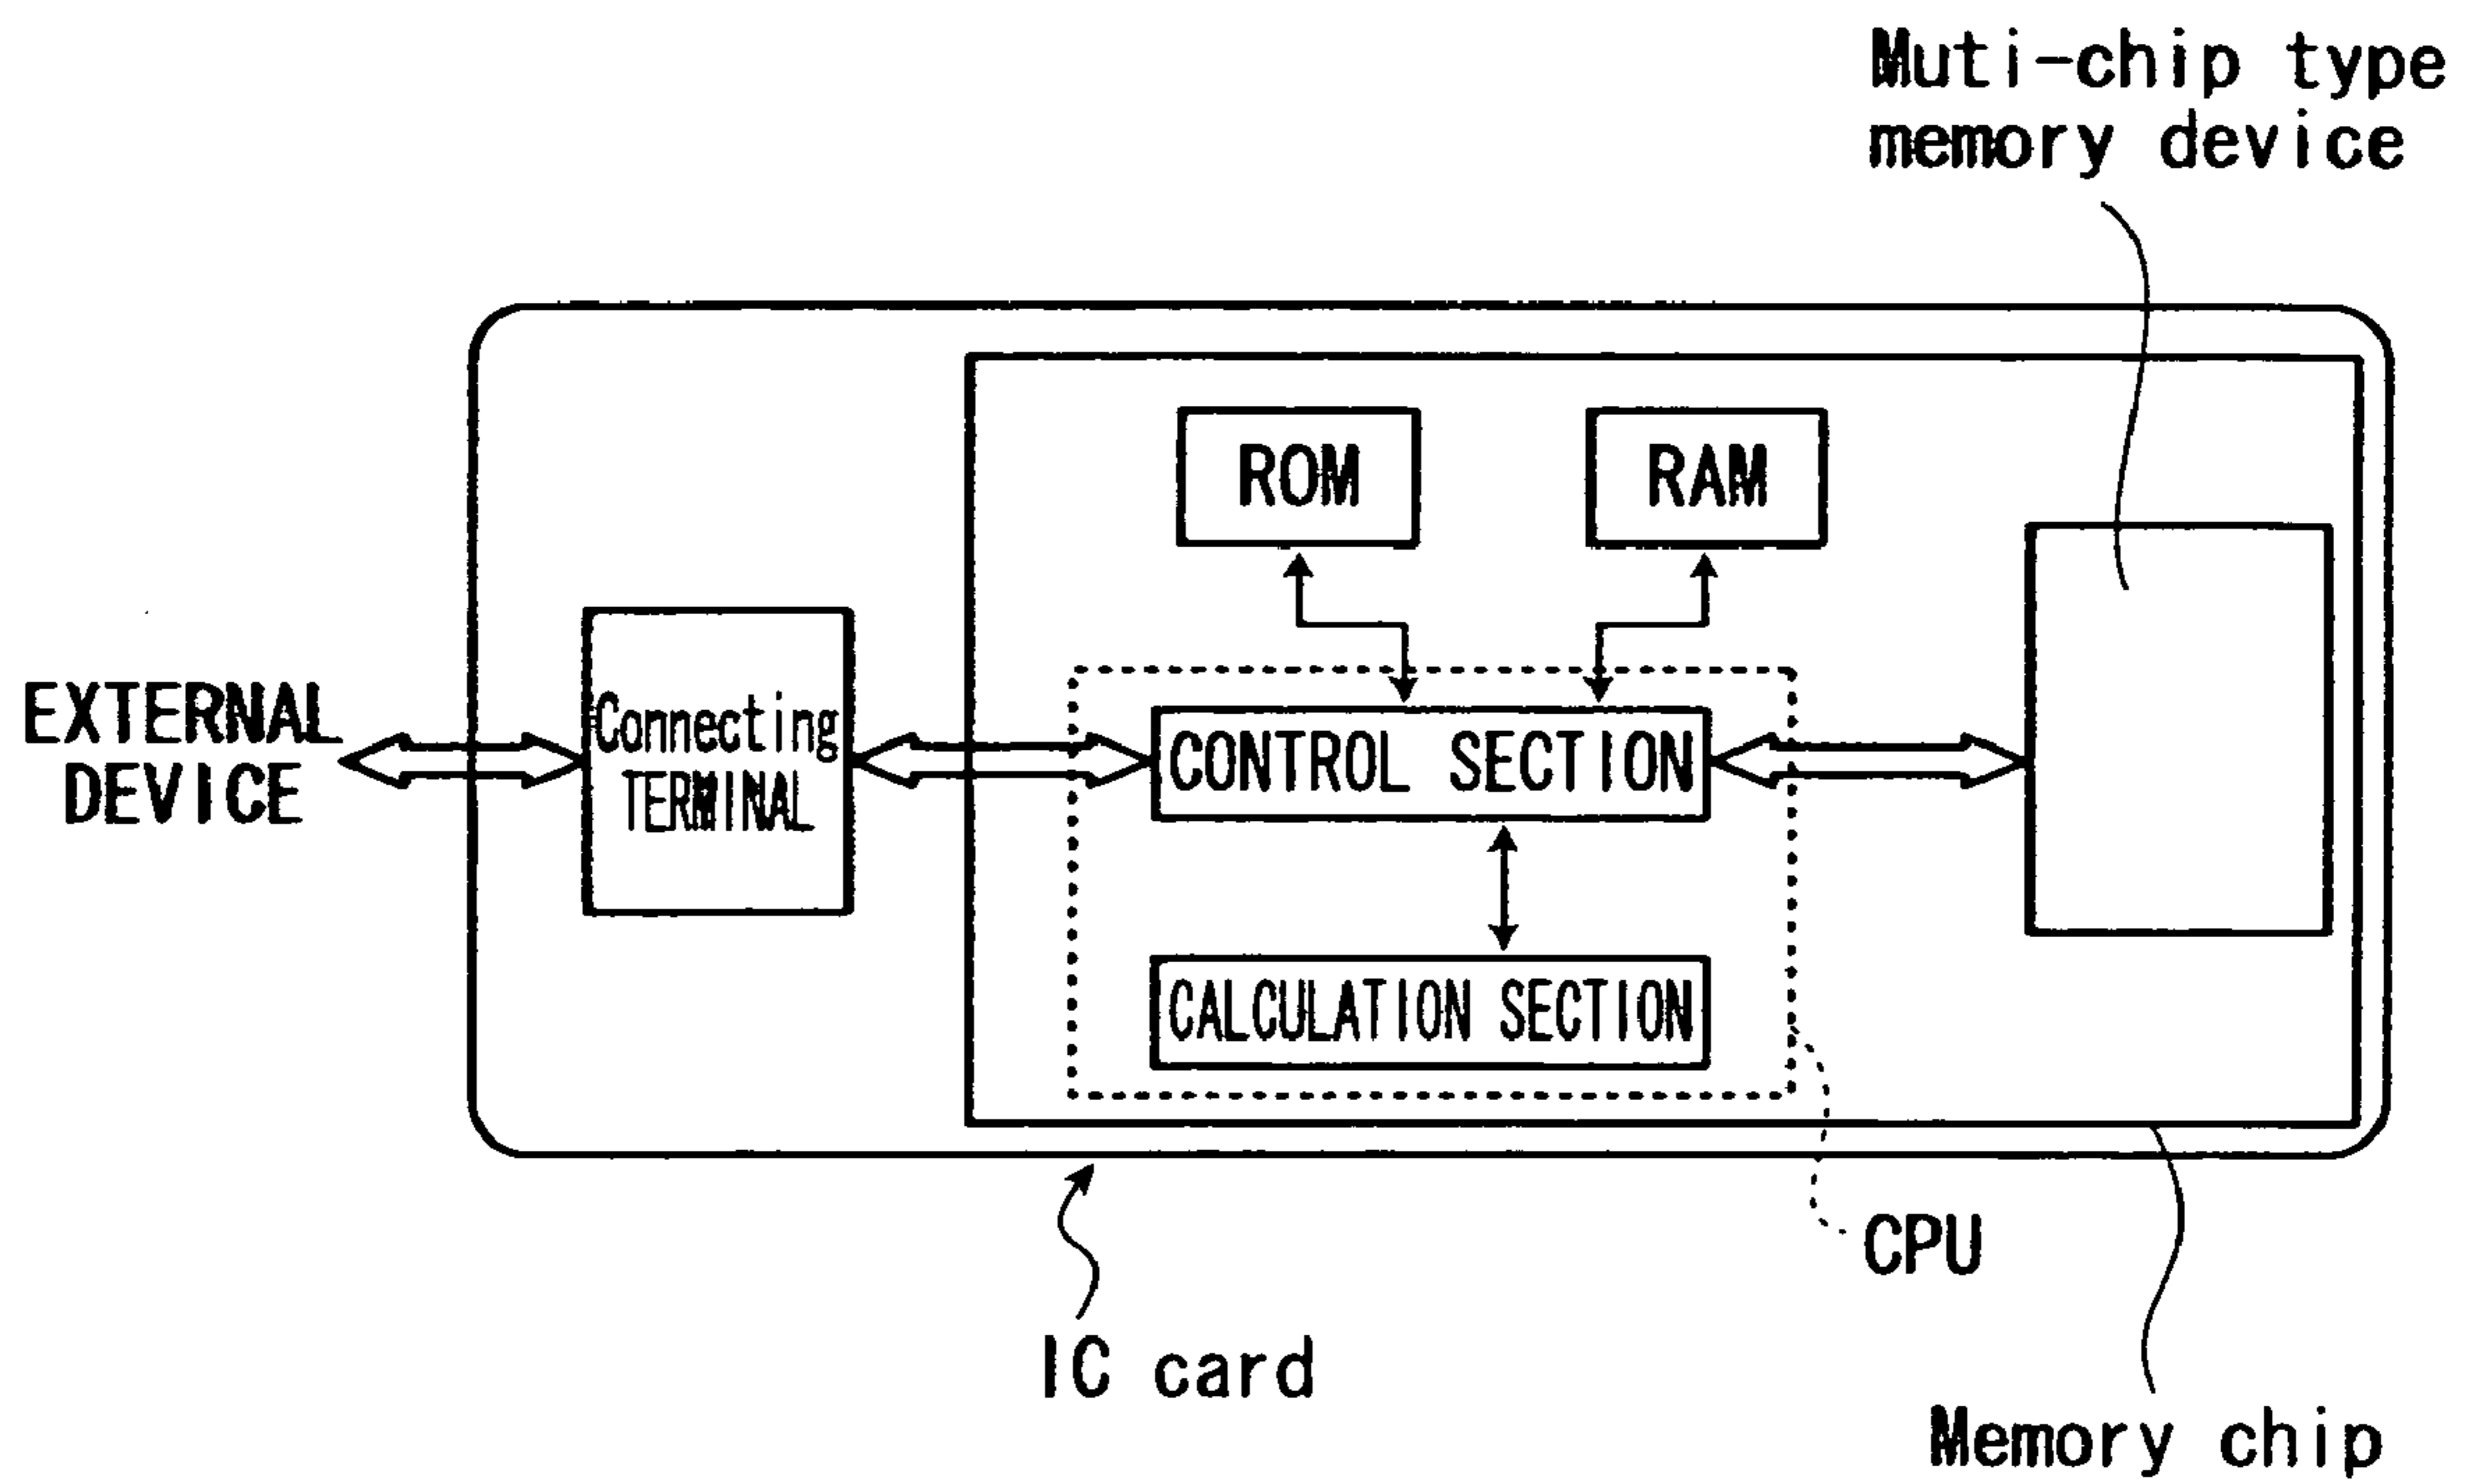 Muti-chip type
memory device
ROM
RAM
EXTERNAL
DEVICE
Connecting
TERMINAL
CONTROL SECTION
CALCULATION SECTION
CPU
IC card
Memory chip